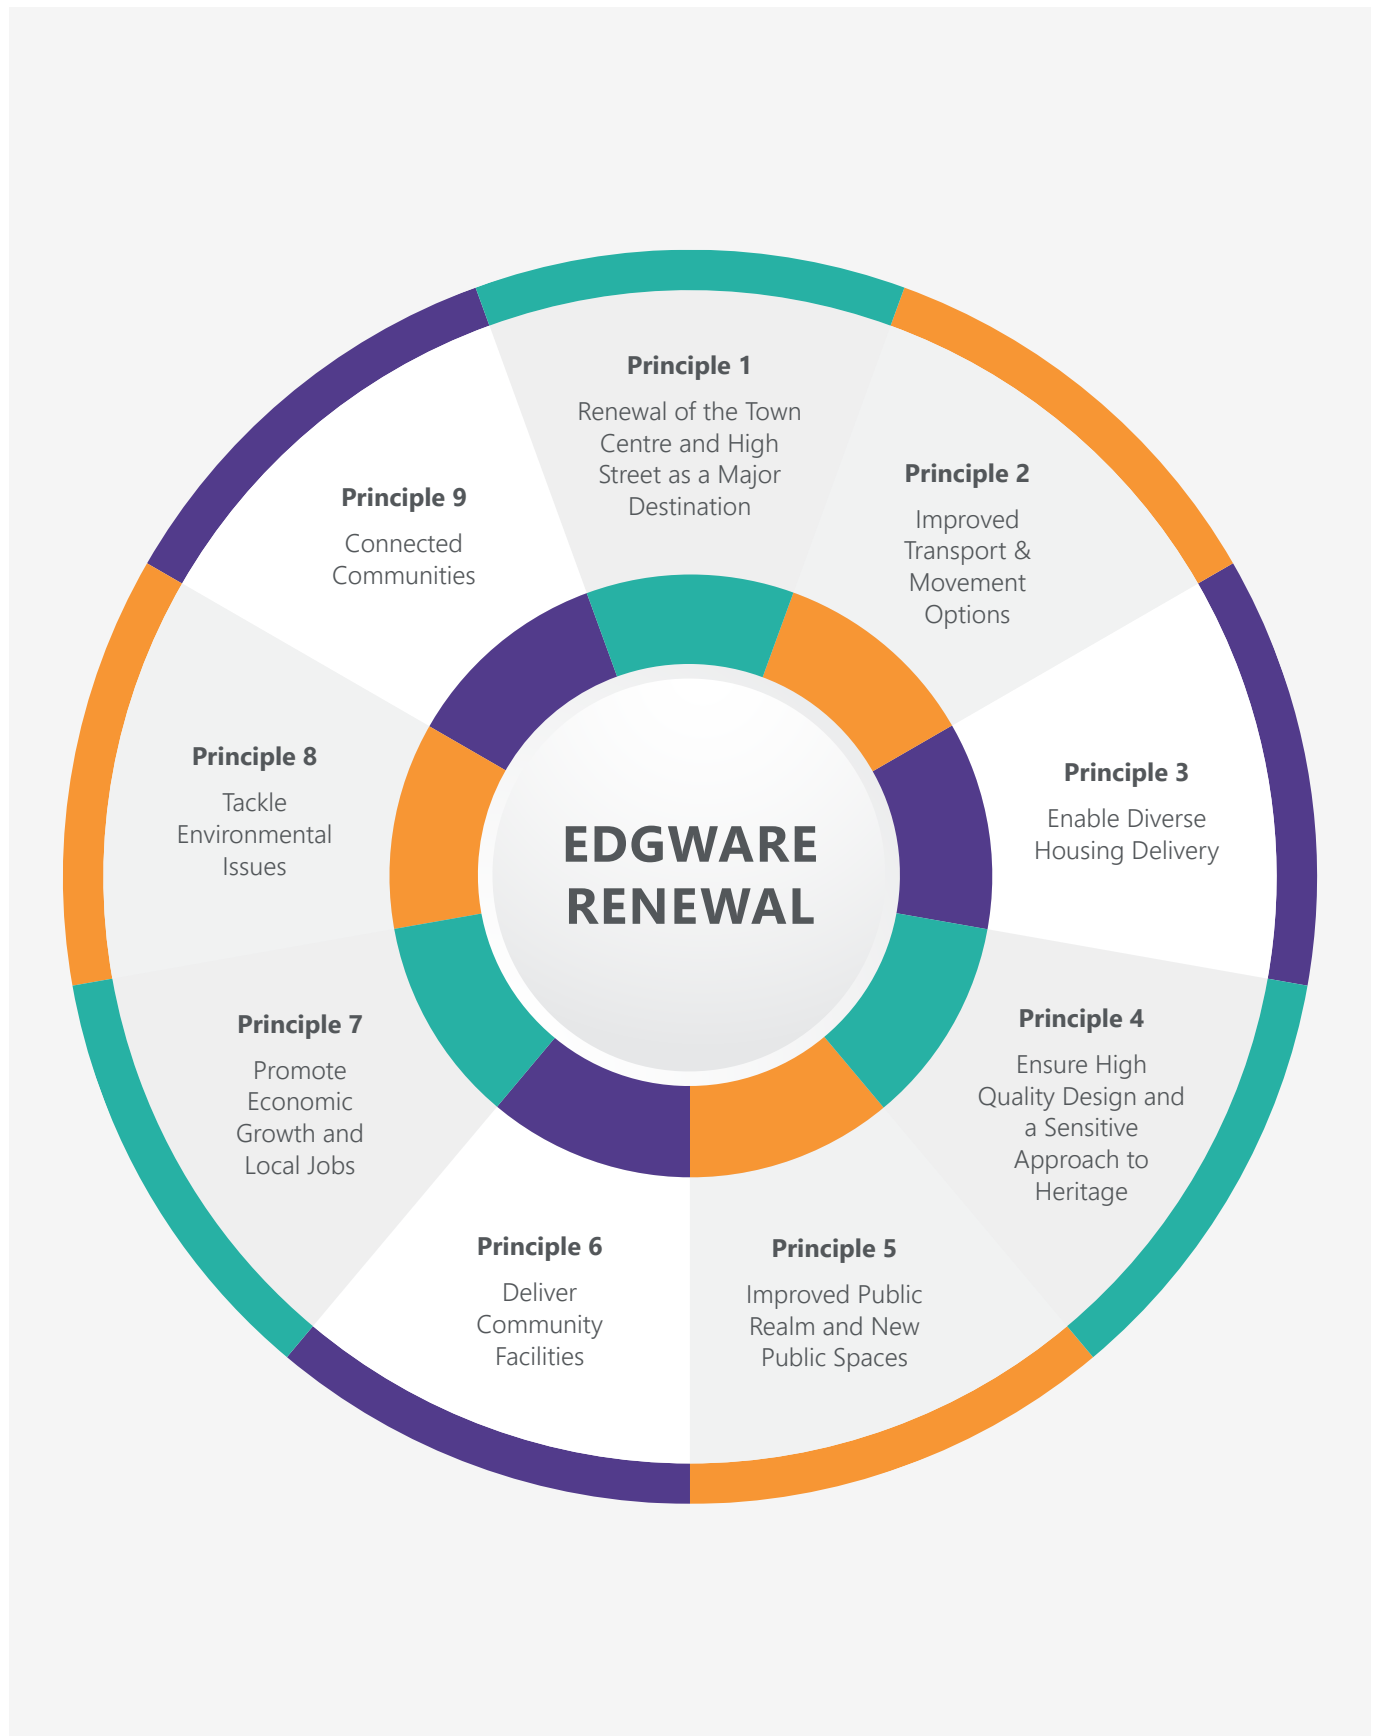 Principle 1
Renewal of the Town
Centre and High
Street as a Major
Destination
Principle 2
Improved
Transport &
Movement
Options
Principle 3
Enable Diverse
Housing Delivery
Principle 4
Ensure High
Quality Design and
a Sensitive
Approach to
Heritage
Principle 5
Improved Public
Realm and New
Public Spaces
Principle 6
Deliver
Community
Facilities
Principle 7
Promote
Economic
Growth and
Local Jobs
Principle 8
Tackle
Environmental
Issues
Principle 9
Connected
Communities
EDGWARE
RENEWAL